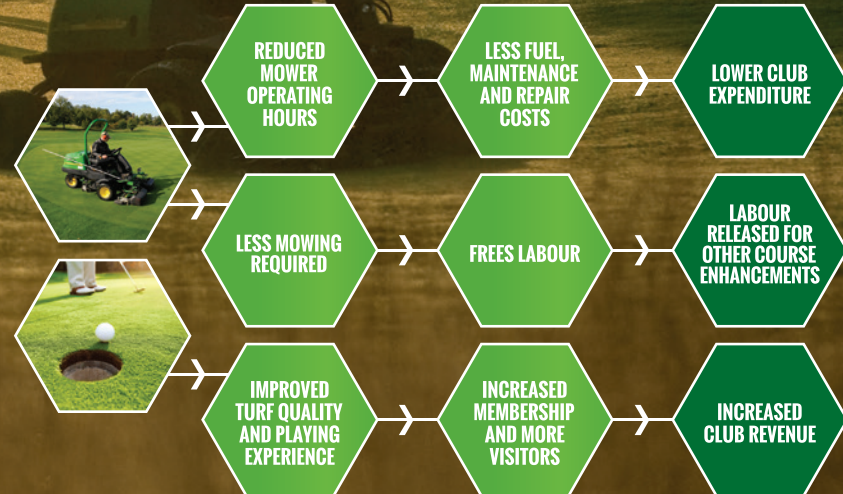 REDUCED
MOWER
OPERATING
HOURS
LESS FUEL,
MAINTENANCE
AND REPAIR
COSTS
LOWER CLUB
EXPENDITURE
LESS MOWING
REQUIRED
FREES LABOUR
LABOUR
RELEASED FOR
OTHER COURSE
ENHANCEMENTS
IMPROVED
TURF QUALITY
AND PLAYING
EXPERIENCE
INCREASED
MEMBERSHIP
AND MORE
VISITORS
INCREASED
CLUB REVENUE